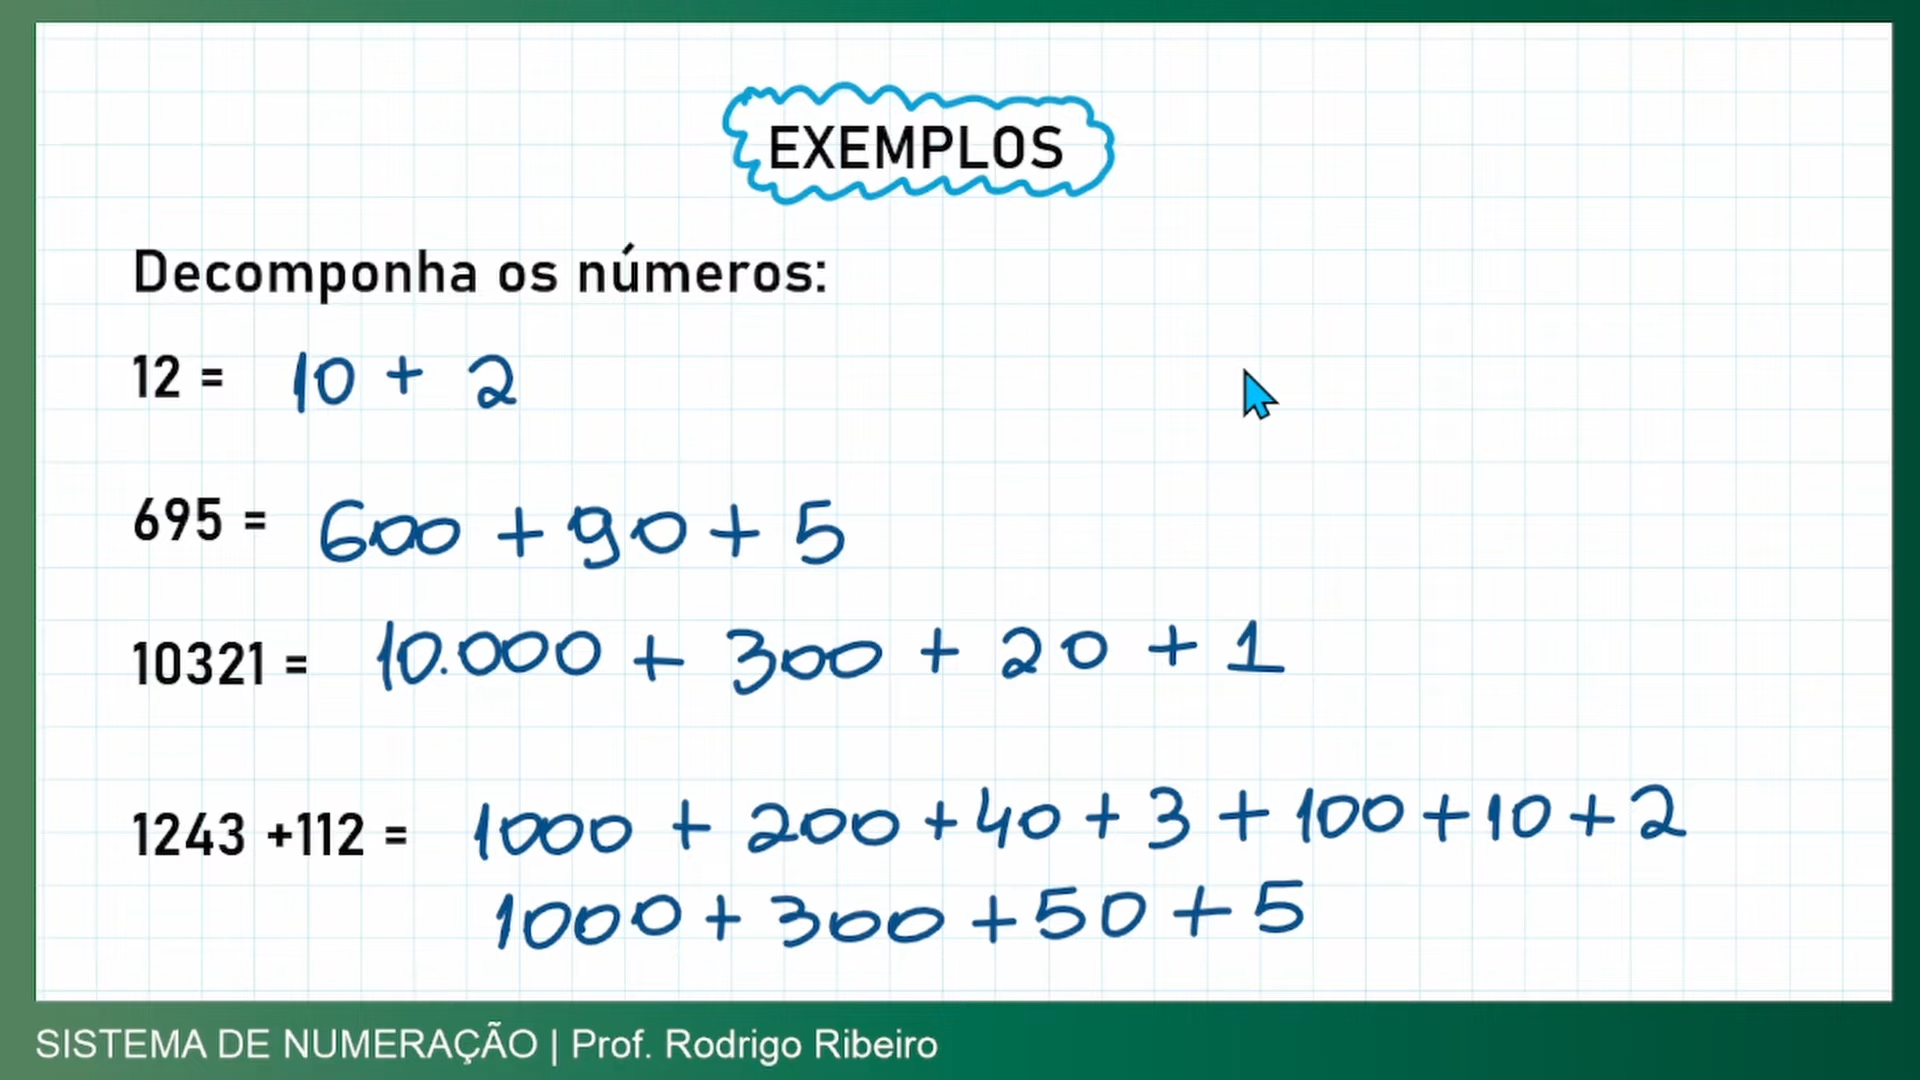 EXEMPLOS
Decomponha os números:
12 = 10 + 2
695 = 600 + 90 + 5
10321 = 10.000 + 300 + 20 + 1
1243 +112 = 1000 + 200 + 40 + 3 + 100 + 10 + 2
1000 + 300 + 50 + 5
SISTEMA DE NUMERAÇÃO | Prof. Rodrigo Ribeiro